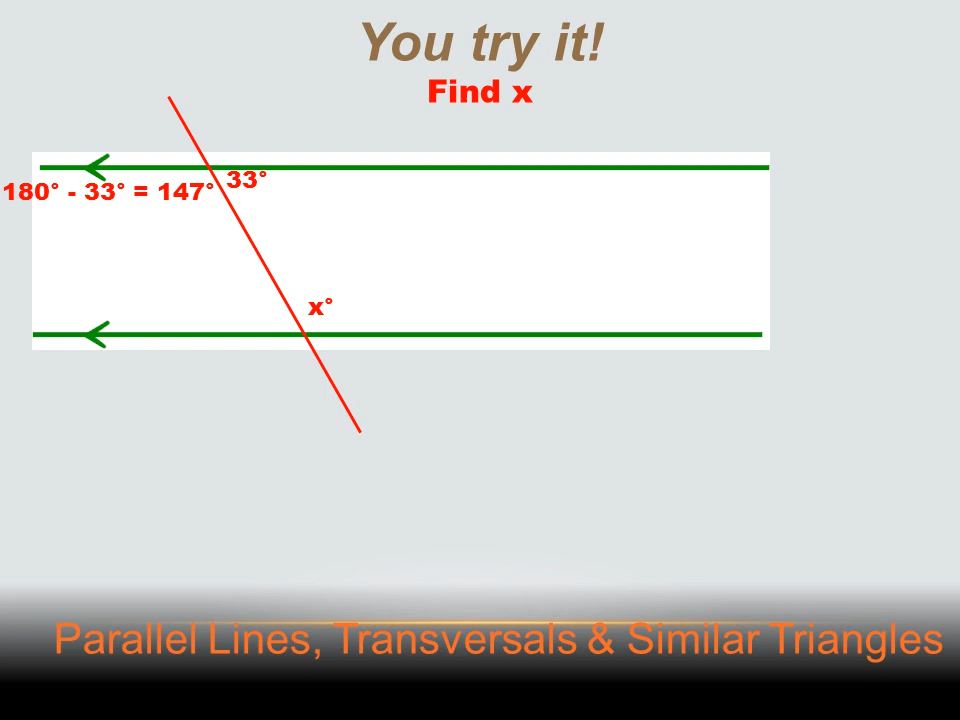 You try it!
Find x
180° - 33° = 147°
33°
x°
Parallel Lines, Transversals & Similar Triangles